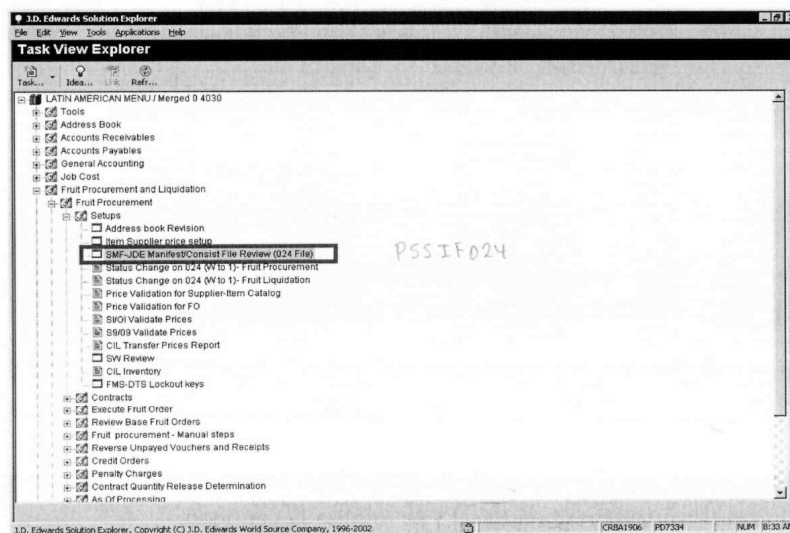 J.D. Edwards Solution Explorer
File Edit View Tools Applications Help
Task View Explorer
Task... Idea... Link Refr...
LATIN AMERICAN MENU / Merged 0 4030
Tools
Address Book
Accounts Receivables
Accounts Payables
General Accounting
Job Cost
Fruit Procurement and Liquidation
Fruit Procurement
Setups
Address book Revision
Item Supplier price setup
SMF-JDE Manifest/Consist File Review (024 File)
PSSIF024
Status Change on 024 (W to 1)- Fruit Procurement
Status Change on 024 (W to 1)- Fruit Liquidation
Price Validation for Supplier-Item Catalog
Price Validation for FO
SI/OI Validate Prices
S9/09 Validate Prices
CIL Transfer Prices Report
SW Review
CIL Inventory
FMS-DTS Lockout keys
Contracts
Execute Fruit Order
Review Base Fruit Orders
Fruit procurement - Manual steps
Reverse Unpayed Vouchers and Receipts
Credit Orders
Penalty Charges
Contract Quantity Release Determination
As Of Processing
J.D. Edwards Solution Explorer, Copyright (C) J.D. Edwards World Source Company, 1996-2002 CRBA1906 PD7334 NUM 8:33 AM